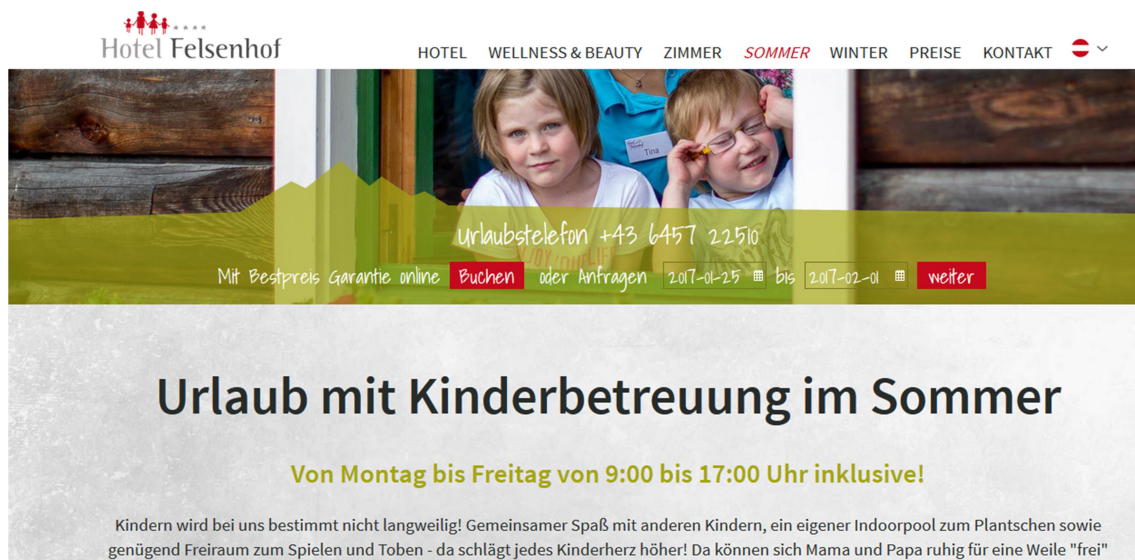 Hotel Felsenhof
HOTEL WELLNESS & BEAUTY ZIMMER SOMMER WINTER PREISE KONTAKT
Tina
Urlaubstelefon +43 6457 22510
Mit Bestpreis Garantie online Buchen oder Anfragen 2017-01-25 bis 2017-02-01 weiter
Urlaub mit Kinderbetreuung im Sommer
Von Montag bis Freitag von 9:00 bis 17:00 Uhr inklusive!
Kindern wird bei uns bestimmt nicht langweilig! Gemeinsamer Spaß mit anderen Kindern, ein eigener Indoorpool zum Plantschen sowie
genügend Freiraum zum Spielen und Toben - da schlägt jedes Kinderherz höher! Da können sich Mama und Papa ruhig für eine Weile "frei"